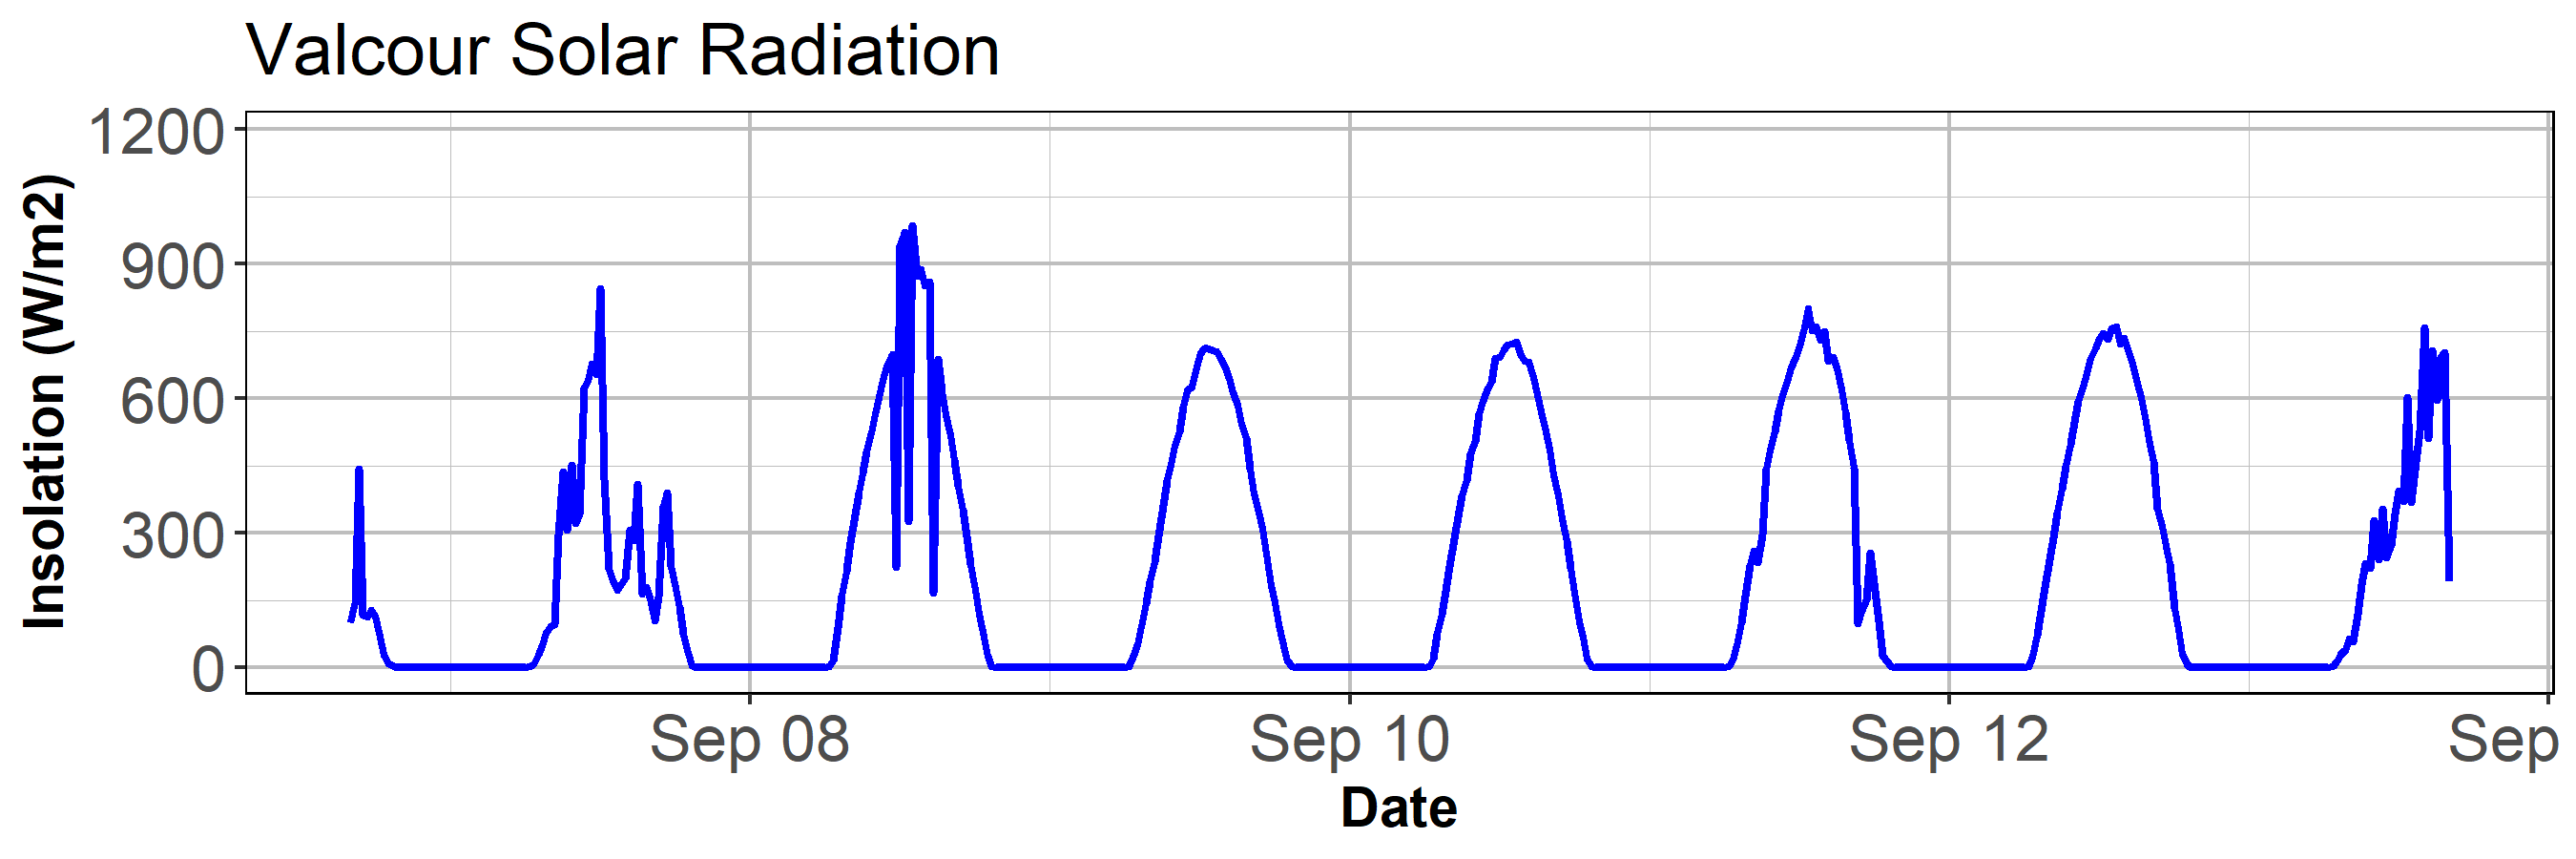 Valcour Solar Radiation
Insolation (W/m2)
1200
900
600
300
0
Sep 08
Sep 10
Sep 12
Sep
Date